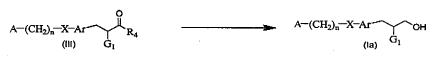 A—(CH₂)ₙ—X—Ar O R₄ G₁
(iii)
A—(CH₂)ₙ—X—Ar OH G₁
(ia)